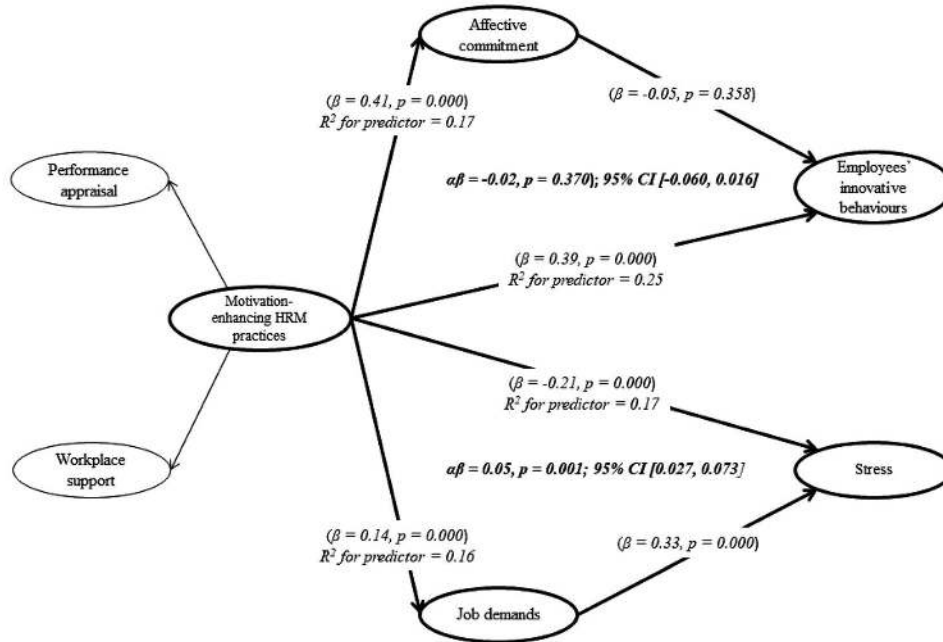 Affective
commitment
(β = 0.41, p = 0.000)
R² for predictor = 0.17
(β = -0.05, p = 0.358)
Performance
appraisal
αβ = -0.02, p = 0.370); 95% CI [-0.060, 0.016]
Employees'
innovative
behaviours
(β = 0.39, p = 0.000)
R² for predictor = 0.25
Motivation-
enhancing HRM
practices
(β = -0.21, p = 0.000)
R² for predictor = 0.17
Workplace
support
αβ = 0.05, p = 0.001; 95% CI [0.027, 0.073]
Stress
(β = 0.14, p = 0.000)
R² for predictor = 0.16
(β = 0.33, p = 0.000)
Job demands